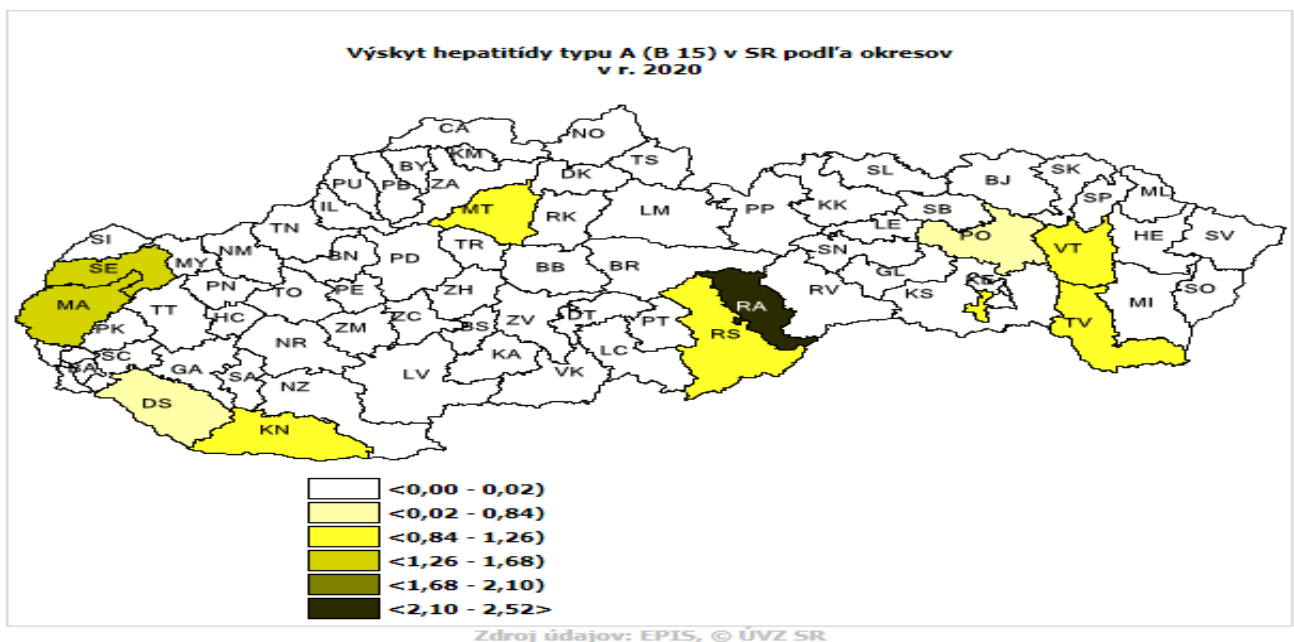 Výskyt hepatitídy typu A (B 15) v SR podľa okresov
v r. 2020
CA
NO
KM
BY
TS
DK
PU
PB
ZA
SL
SK
BJ
ML
SP
IL
MT
RK
LM
PP
KK
SB
LE
PO
HE
SV
TN
SI
TR
SN
VT
NM
MY
BN
PD
BB
BR
GL
SE
PN
TO
PE
ZH
RV
KS
KE
SO
MI
MA
TT
HC
ZM
ZC
BS
ZV
DT
PT
RA
RS
TV
PK
NR
SC
KA
LC
BA
GA
SA
NZ
LV
VK
DS
KN
<0,00 - 0,02)
<0,02 - 0,84)
<0,84 - 1,26)
<1,26 - 1,68)
<1,68 - 2,10)
<2,10 - 2,52>
Zdroj údajov: EPIS, © ÚVZ SR